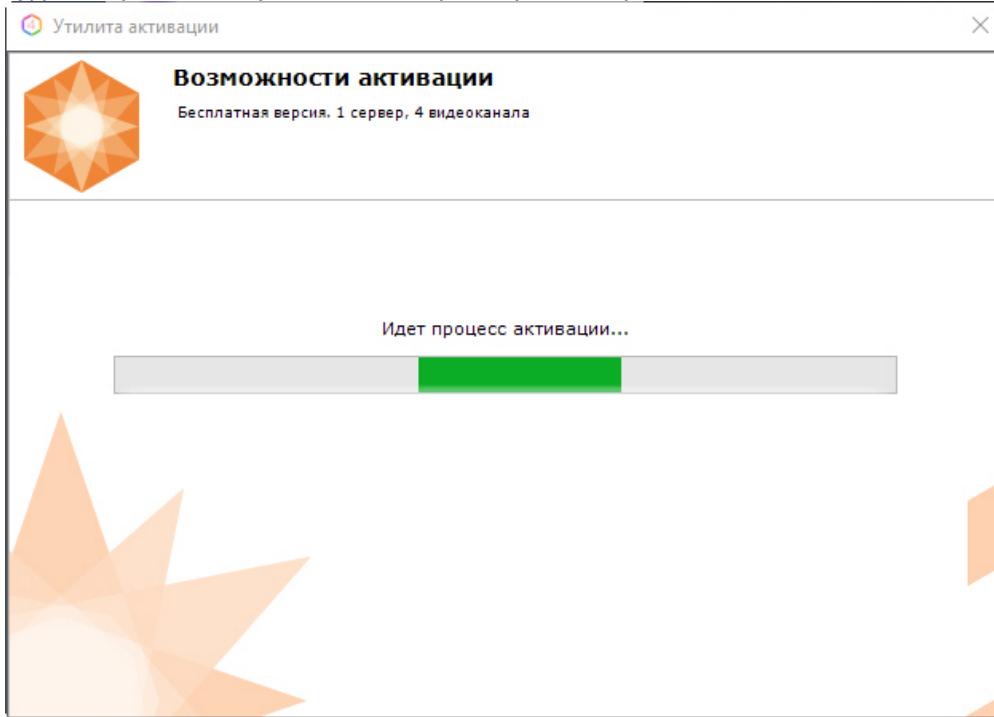 Утилита активации
Возможности активации
Бесплатная версия. 1 сервер, 4 видеоканала
Идет процесс активации...